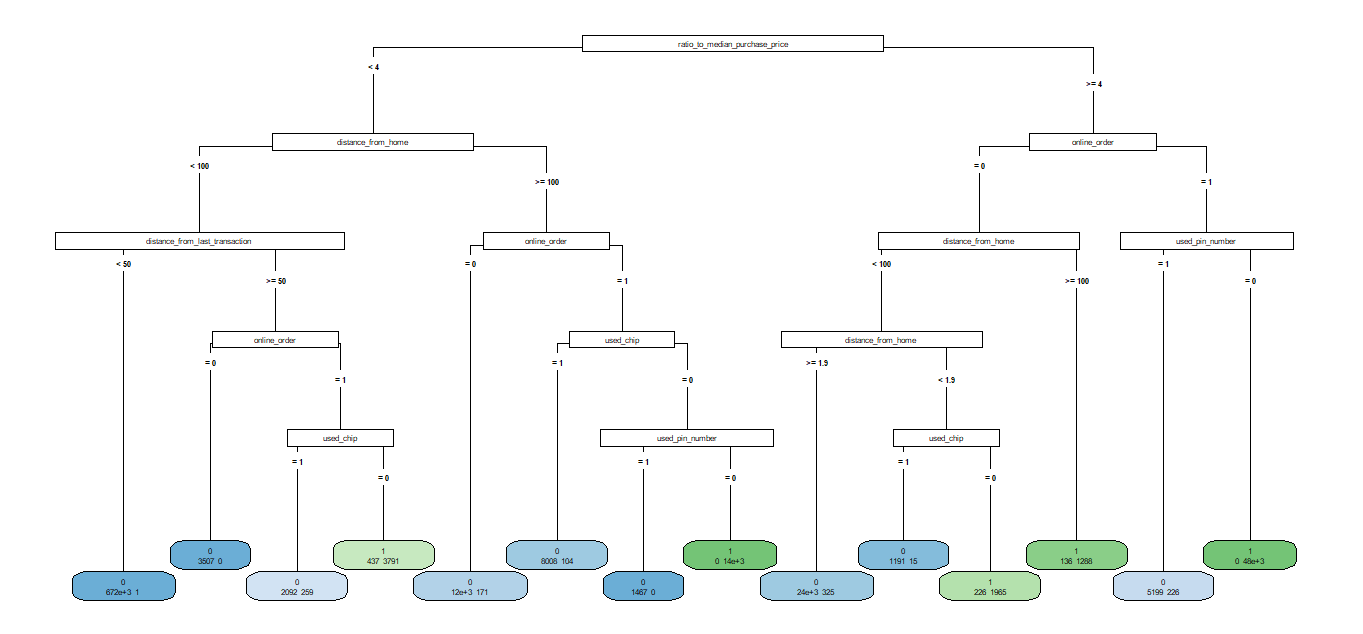 ratio_to_median_purchase_price
< 4
>= 4
distance_from_home
online_order
< 100
>= 100
= 0
= 1
distance_from_last_transaction
online_order
distance_from_home
used_pin_number
< 50
>= 50
= 0
= 1
< 100
>= 100
= 1
= 0
online_order
used_chip
distance_from_home
= 0
= 1
= 1
= 0
>= 1.9
< 1.9
used_chip
used_pin_number
used_chip
= 1
= 0
= 1
= 0
= 1
= 0
0
672e+3 1
0
3507 0
0
2092 259
1
437 3791
0
12e+3 171
0
8008 104
0
1467 0
1
0 14e+3
0
24e+3 325
0
1191 15
1
226 1965
1
136 1288
0
5199 226
1
0 48e+3